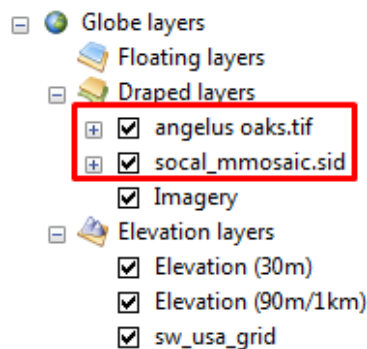 Globe layers
Floating layers
Draped layers
angelus oaks.tif
socal_mmosaic.sid
Imagery
Elevation layers
Elevation (30m)
Elevation (90m/1km)
sw_usa_grid